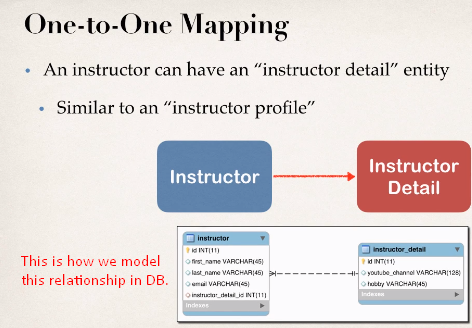 One-to-One Mapping
• An instructor can have an “instructor detail” entity
• Similar to an “instructor profile”
Instructor
Instructor
Detail
This is how we model
this relationship in DB.
instructor
id INT(11)
first_name VARCHAR(45)
last_name VARCHAR(45)
email VARCHAR(45)
instructor_detail_id INT(11)
Indexes
instructor_detail
id INT(11)
youtube_channel VARCHAR(128)
hobby VARCHAR(45)
Indexes